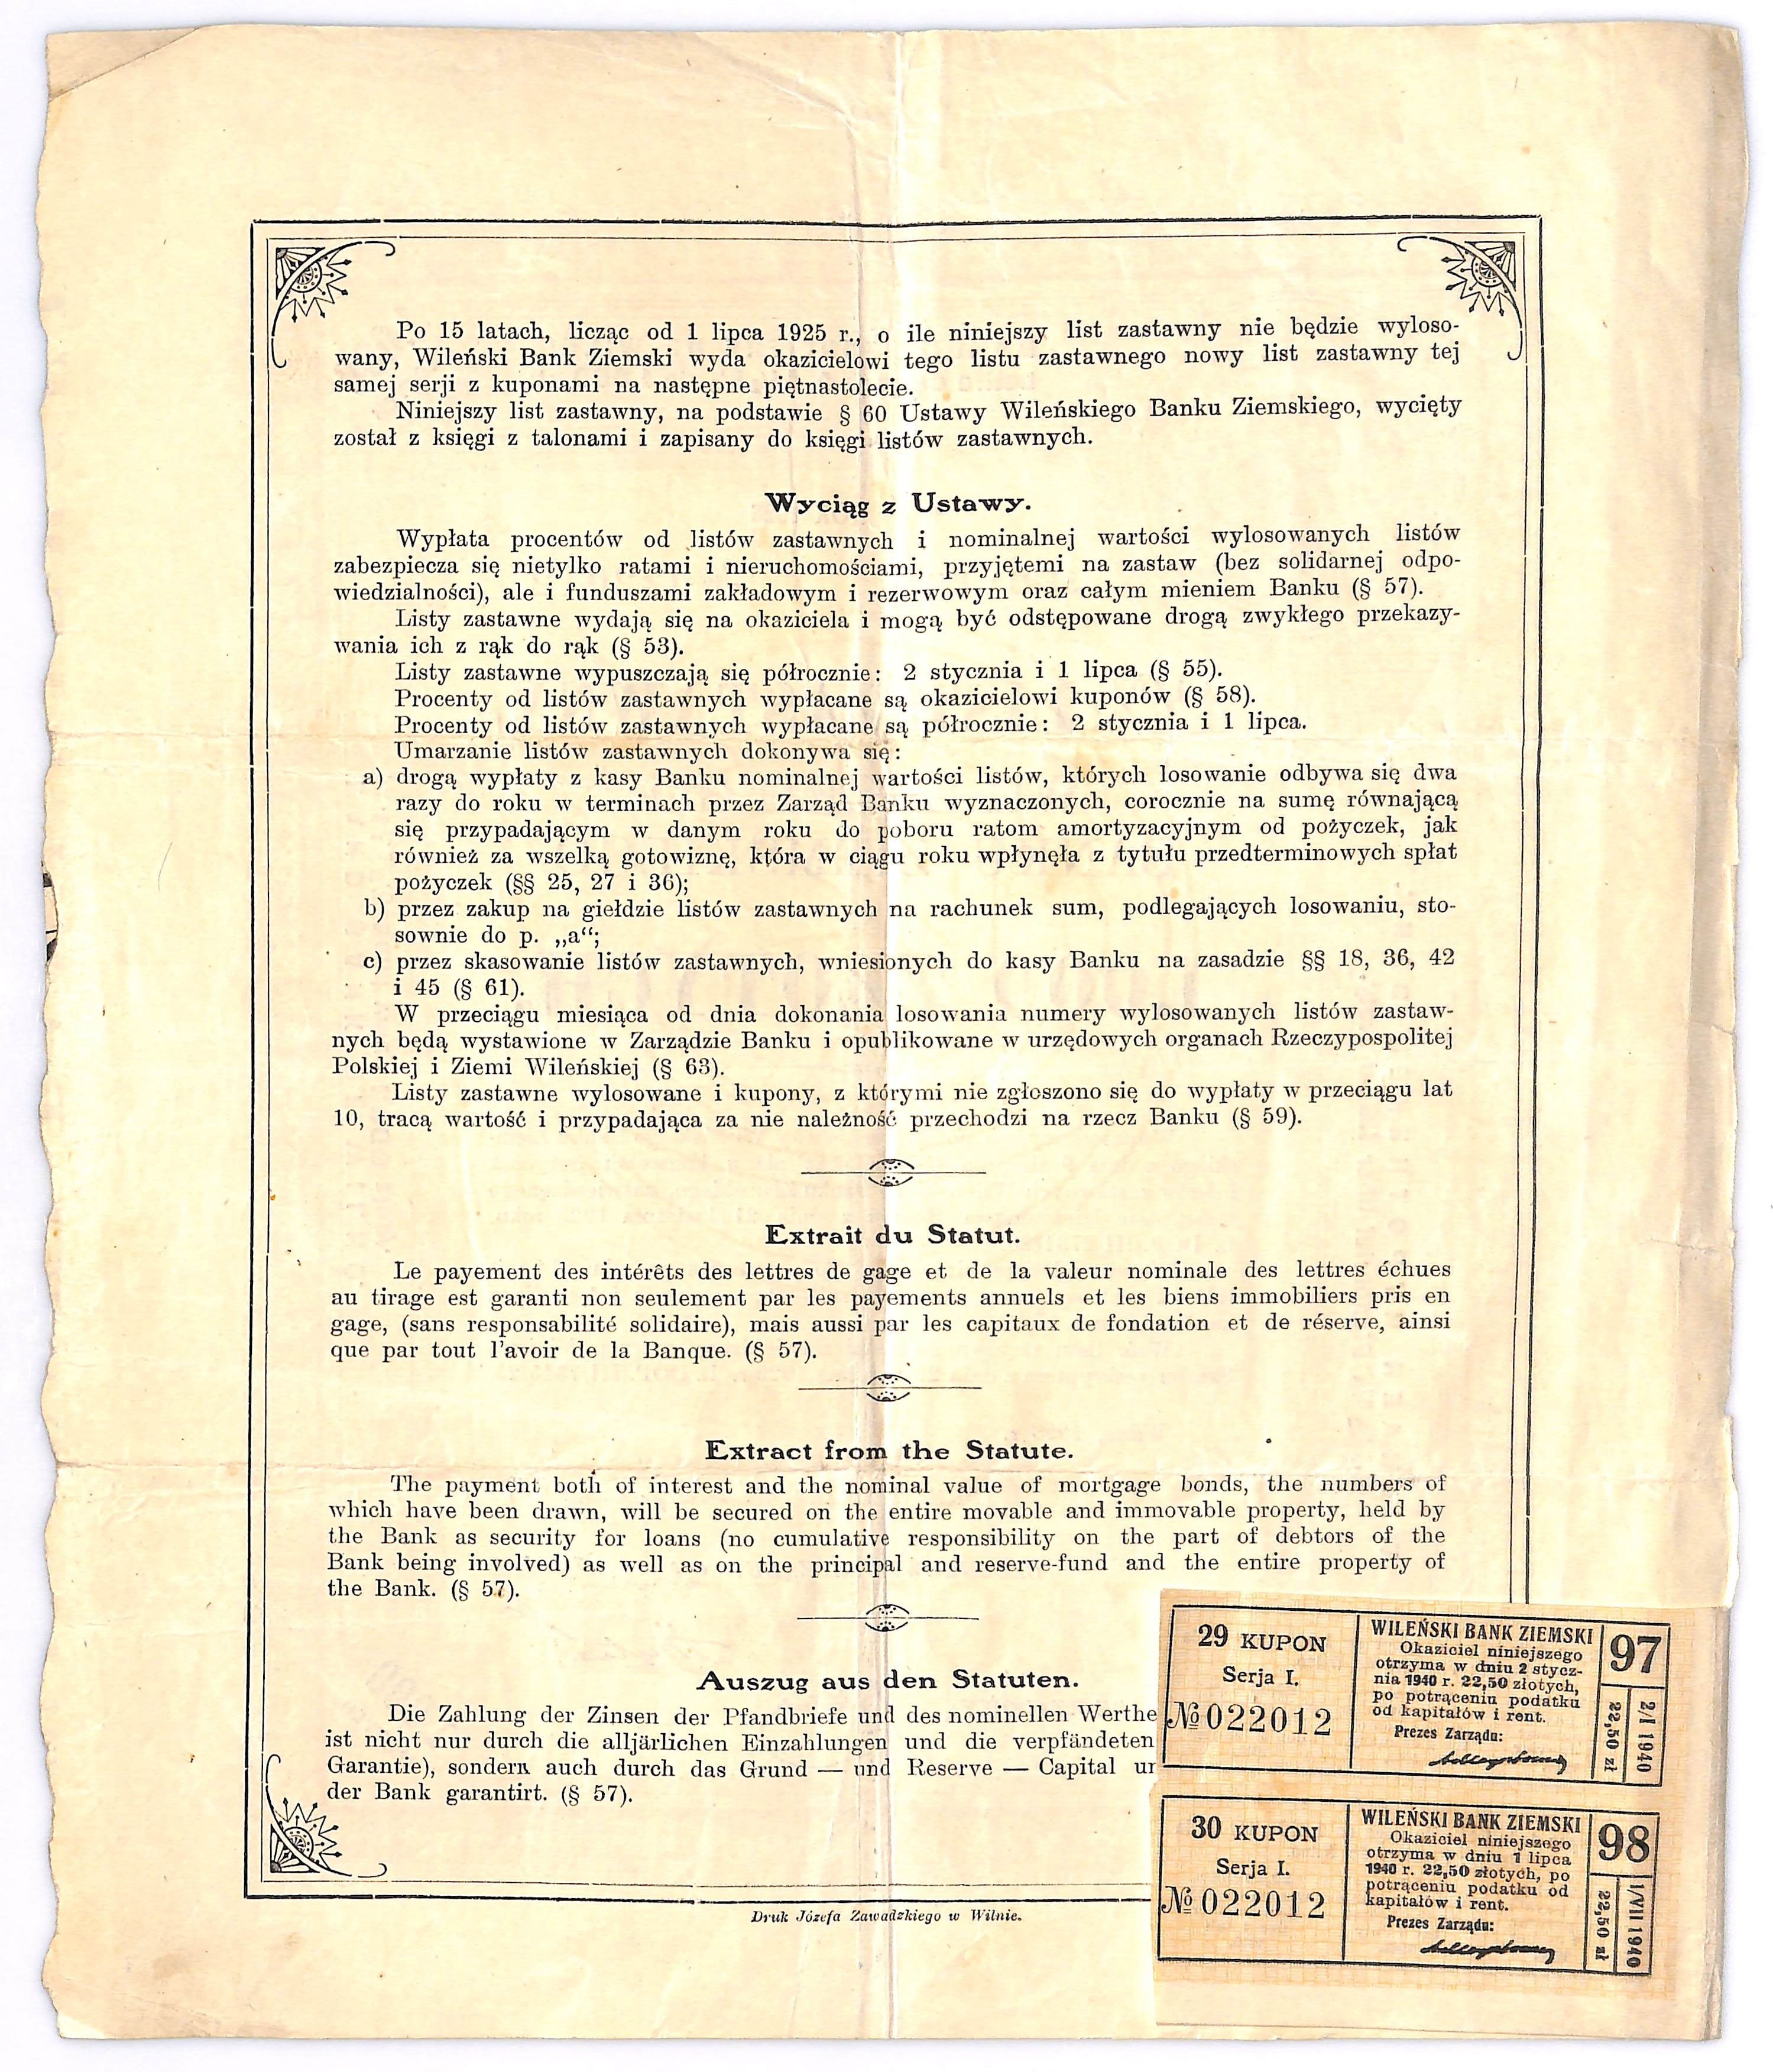 Po 15 latach, licząc od 1 lipca 1925 r., o ile niniejszy list zastawny nie będzie wyloso-
wany, Wileński Bank Ziemski wyda okazicielowi tego listu zastawnego nowy list zastawny tej
samej serji z kuponami na następne piętnastolecie.
Niniejszy list zastawny, na podstawie § 60 Ustawy Wileńskiego Banku Ziemskiego, wycięty
został z księgi z talonami i zapisany do księgi listów zastawnych.
Wyciąg z Ustawy.
Wypłata procentów od listów zastawnych i nominalnej wartości wylosowanych listów
zabezpiecza się nietylko ratami i nieruchomościami, przyjętemi na zastaw (bez solidarnej odpo-
wiedzialności), ale i funduszami zakładowym i rezerwowym oraz całym mieniem Banku (§ 57).
Listy zastawne wydają się na okaziciela i mogą być odstępowane drogą zwykłego przekazy-
wania ich z rąk do rąk (§ 53).
Listy zastawne wypuszczają się półrocznie: 2 stycznia i 1 lipca (§ 55).
Procenty od listów zastawnych wypłacane są okazicielowi kuponów (§ 58).
Procenty od listów zastawnych wypłacane są półrocznie: 2 stycznia i 1 lipca.
Umarzanie listów zastawnych dokonywa się:
a) drogą wypłaty z kasy Banku nominalnej wartości listów, których losowanie odbywa się dwa
razy do roku w terminach przez Zarząd Banku wyznaczonych, corocznie na sumę równającą
się przypadającym w danym roku do poboru ratom amortyzacyjnym od pożyczek, jak
również za wszelką gotowiznę, która w ciągu roku wpłynęła z tytułu przedterminowych spłat
pożyczek (§§ 25, 27 i 36);
b) przez zakup na giełdzie listów zastawnych na rachunek sum, podlegających losowaniu, sto-
sownie do p. „a“;
c) przez skasowanie listów zastawnych, wniesionych do kasy Banku na zasadzie §§ 18, 36, 42
i 45 (§ 61).
W przeciągu miesiąca od dnia dokonania losowania numery wylosowanych listów zastaw-
nych będą wystawione w Zarządzie Banku i opublikowane w urzędowych organach Rzeczypospolitej
Polskiej i Ziemi Wileńskiej (§ 63).
Listy zastawne wylosowane i kupony, z którymi nie zgłoszono się do wypłaty w przeciągu lat
10, tracą wartość i przypadająca za nie należność przechodzi na rzecz Banku (§ 59).
Extrait du Statut.
Le payement des intérêts des lettres de gage et de la valeur nominale des lettres échues
au tirage est garanti non seulement par les payements annuels et les biens immobiliers pris en
gage, (sans responsabilité solidaire), mais aussi par les capitaux de fondation et de réserve, ainsi
que par tout l'avoir de la Banque. (§ 57).
Extract from the Statute.
The payment both of interest and the nominal value of mortgage bonds, the numbers of
which have been drawn, will be secured on the entire movable and immovable property, held by
the Bank as security for loans (no cumulative responsibility on the part of debtors of the
Bank being involved) as well as on the principal and reserve-fund and the entire property of
the Bank. (§ 57).
Auszug aus den Statuten.
Die Zahlung der Zinsen der Pfandbriefe und des nominellen Werthe
ist nicht nur durch die alljärlichen Einzahlungen und die verpfändeten
Garantie), sondern auch durch das Grund — und Reserve — Capital
der Bank garantirt. (§ 57).
Druk Józefa Zawadzkiego w Wilnie.
29 KUPON
Serja I.
№ 022012
WILEŃSKI BANK ZIEMSKI
Okaziciel niniejszego
otrzyma w dniu 2 stycz-
nia 1940 r. 22,50 złotych,
po potrąceniu podatku
od kapitałów i rent.
Prezes Zarządu:
97
22,50 zł
2/I 1940
30 KUPON
Serja I.
№ 022012
WILEŃSKI BANK ZIEMSKI
Okaziciel niniejszego
otrzyma w dniu 1 lipca
1940 r. 22,50 złotych, po
potrąceniu podatku od
kapitałów i rent.
Prezes Zarządu:
98
22,50 zł
1/VII 1940